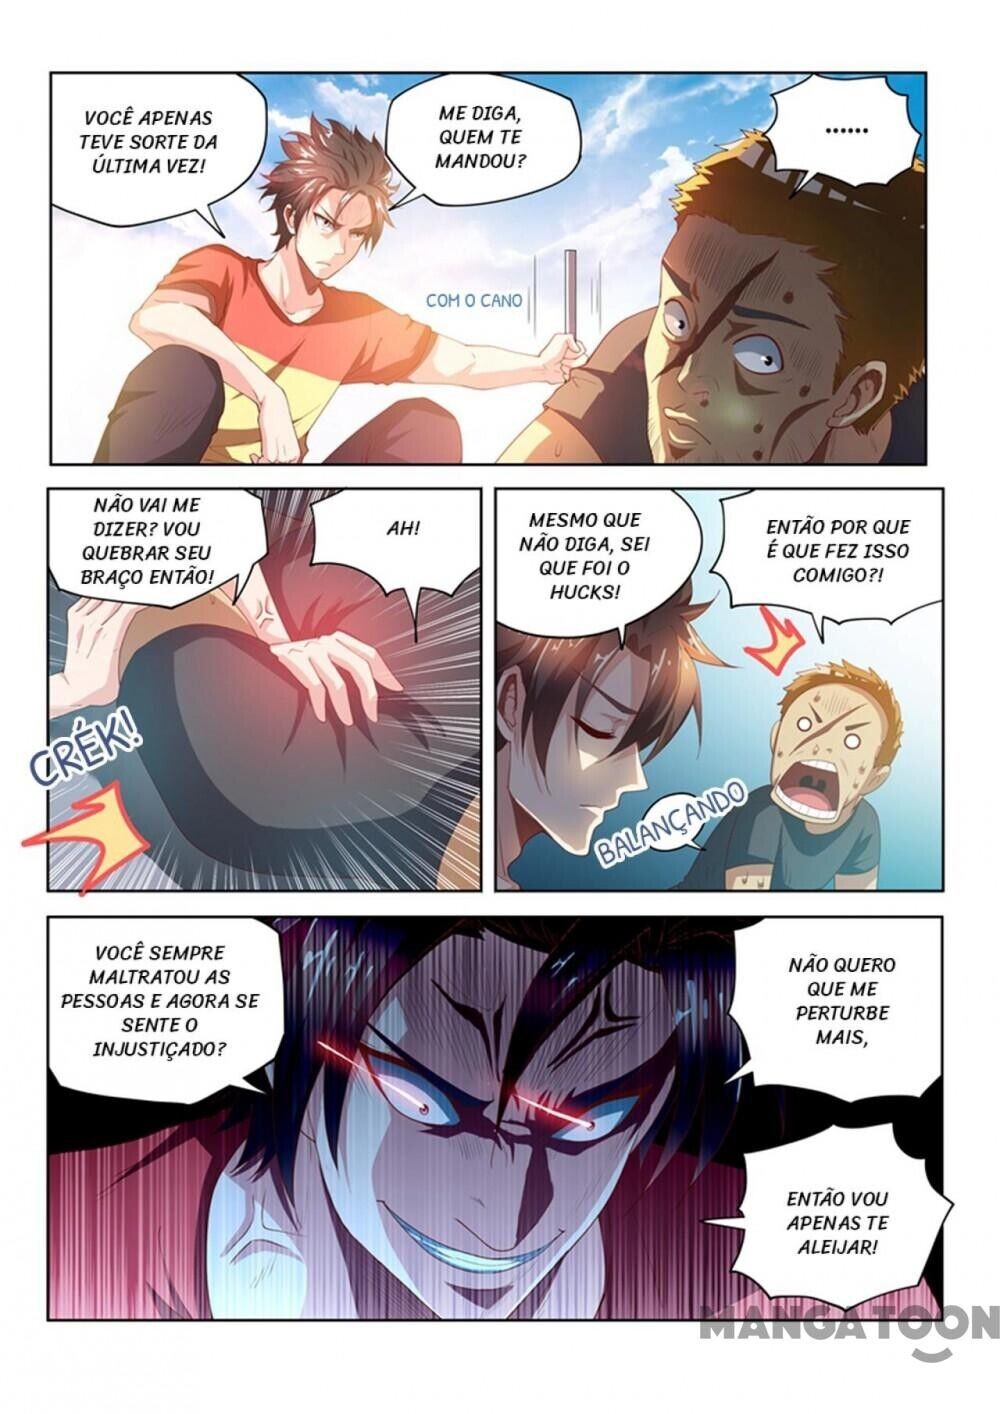 VOCÊ APENAS
TEVE SORTE DA
ÚLTIMA VEZ!
ME DIGA,
QUEM TE
MANDOU?
.......
COM O CANO
NÃO VAI ME
DIZER? VOU
QUEBRAR SEU
BRAÇO ENTÃO!
AH!
CRÉK!
MESMO QUE
NÃO DIGA, SEI
QUE FOI O
HUCKS!
ENTÃO POR QUE
É QUE FEZ ISSO
COMIGO?!
BALANÇANDO
VOCÊ SEMPRE
MALTRATOU AS
PESSOAS E AGORA SE
SENTE O
INJUSTIÇADO?
NÃO QUERO
QUE ME
PERTURBE
MAIS,
ENTÃO VOU
APENAS TE
ALEIJAR!
MANGATOON